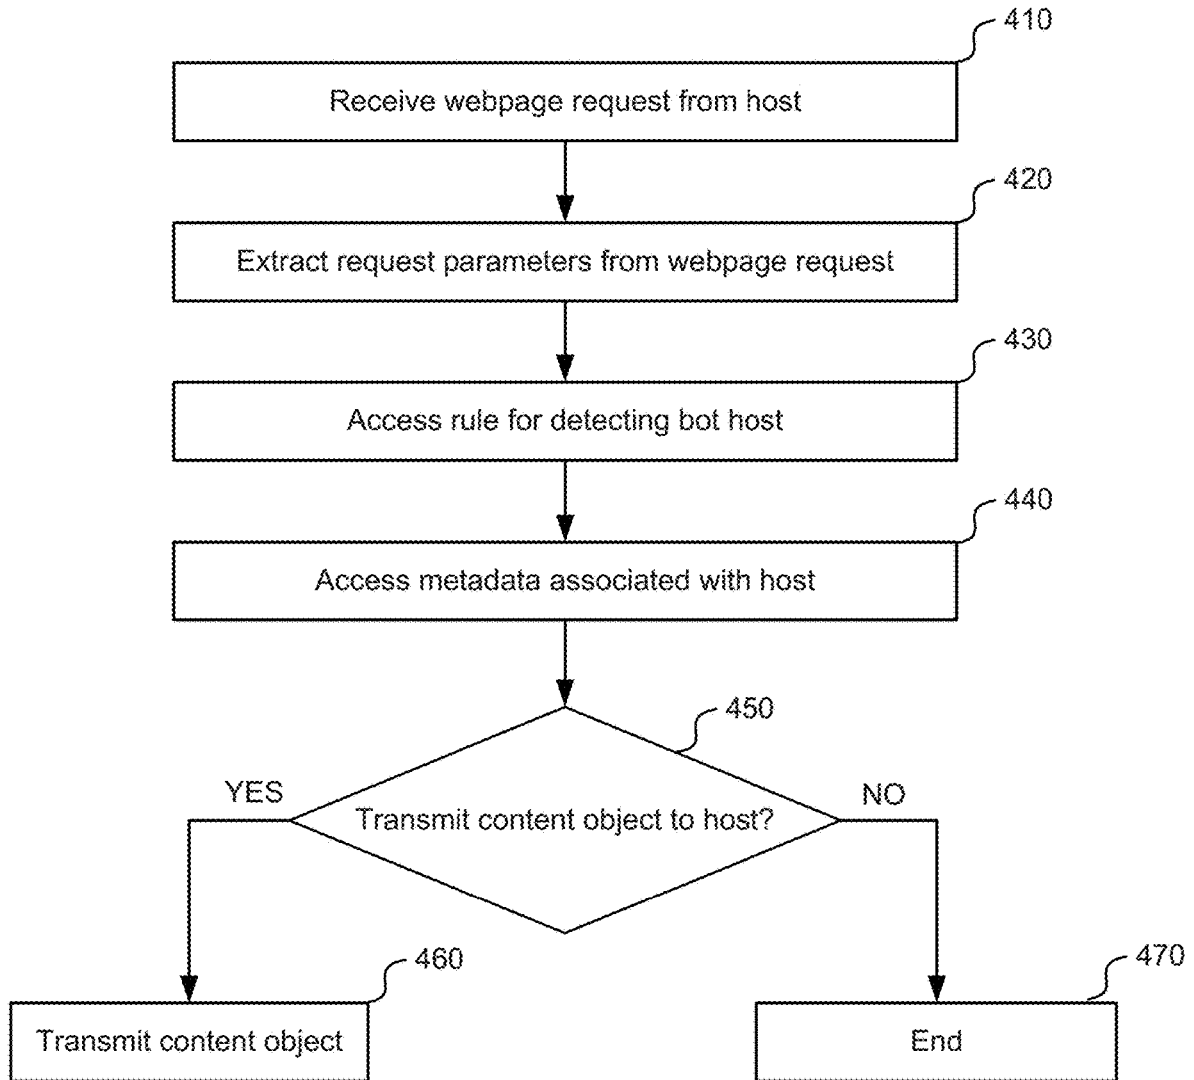 410
Receive webpage request from host
420
Extract request parameters from webpage request
430
Access rule for detecting bot host
440
Access metadata associated with host
450
YES
NO
Transmit content object to host?
460
470
Transmit content object
End